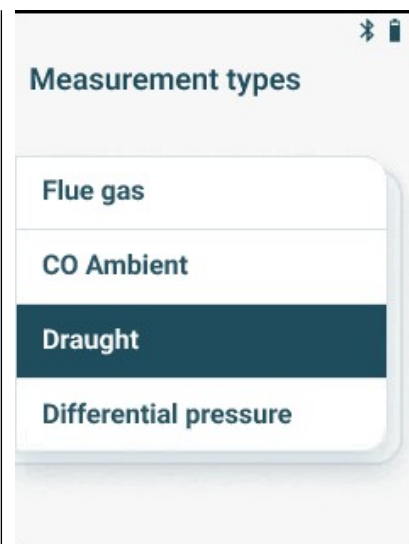 Measurement types
Flue gas
CO Ambient
Draught
Differential pressure